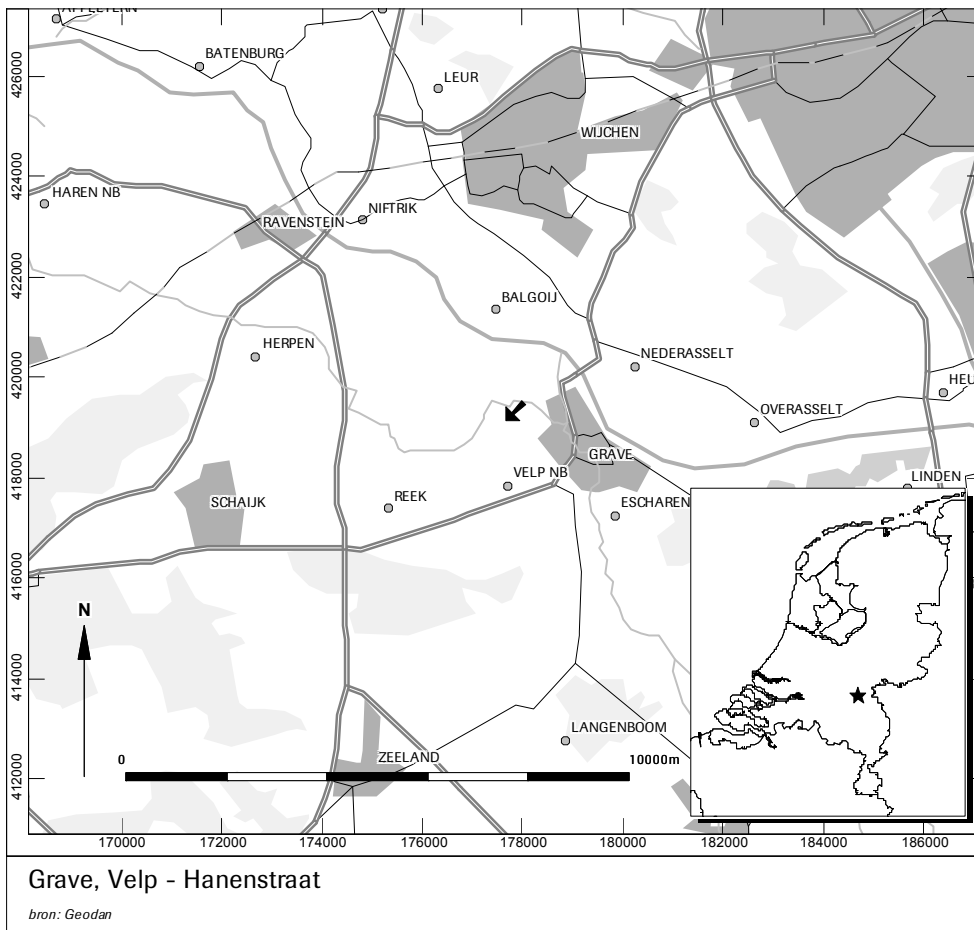 APPELTERN
BATENBURG
LEUR
WIJCHEN
HAREN NB
RAVENSTEIN
NIFTRIK
BALGOIJ
HERPEN
NEDERASSELT
HEU
OVERASSELT
GRAVE
VELP NB
LINDEN
SCHAIJK
REEK
ESCHAREN
LANGENBOOM
ZEELAND
N
0
10000m
426000
424000
422000
420000
418000
416000
414000
412000
170000
172000
174000
176000
178000
180000
182000
184000
186000
Grave, Velp - Hanenstraat
bron: Geodan